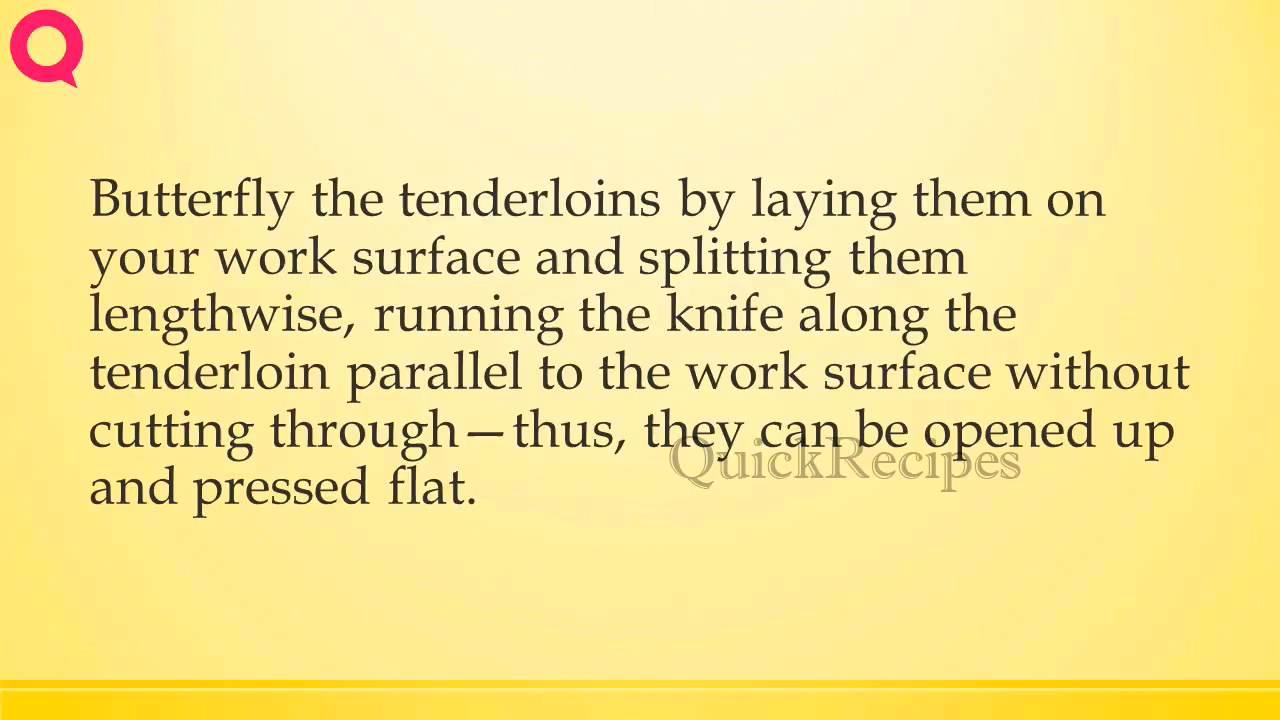 Butterfly the tenderloins by laying them on
your work surface and splitting them
lengthwise, running the knife along the
tenderloin parallel to the work surface without
cutting through—thus, they can be opened up
and pressed flat.
QuickRecipes